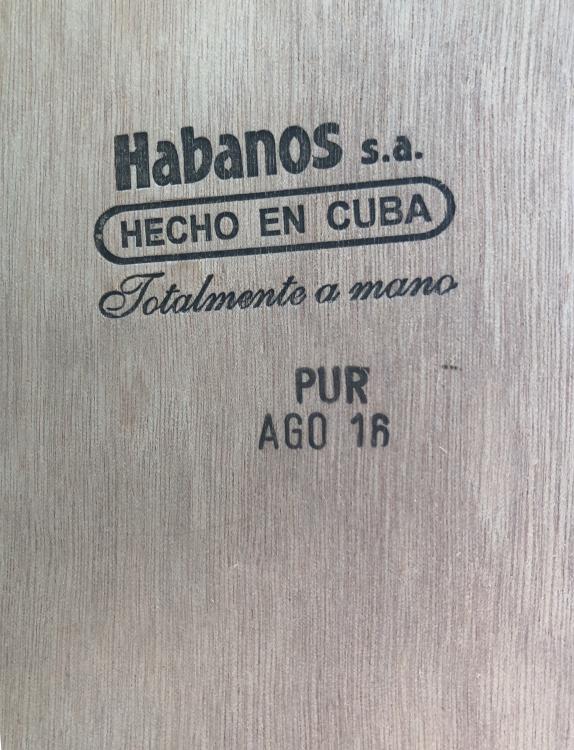 Habanos s.a.
HECHO EN CUBA
Totalmente a mano
PUR
AGO 16